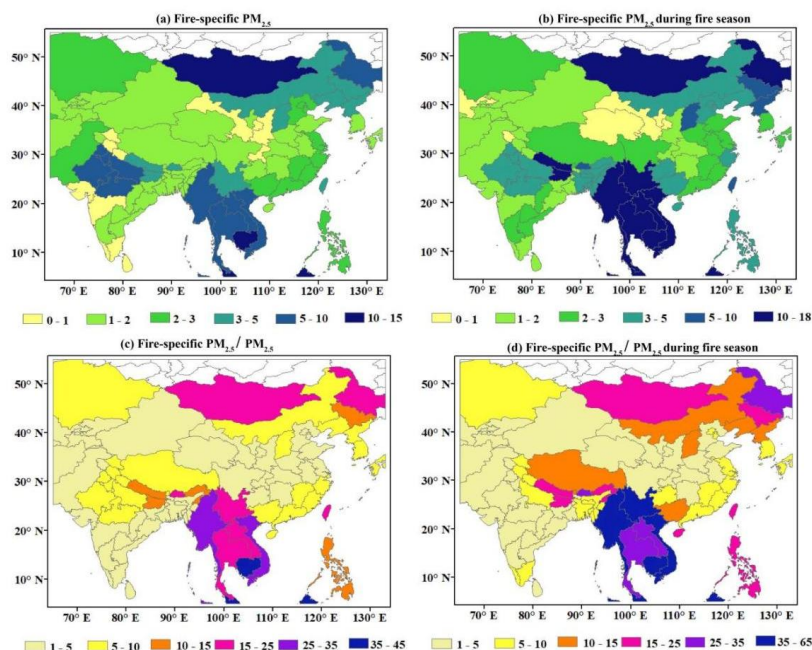 (a) Fire-specific PM2.5
(b) Fire-specific PM2.5 during fire season
50° N
40° N
30° N
20° N
10° N
70° E 80° E 90° E 100° E 110° E 120° E 130° E
0 - 1 1 - 2 2 - 3 3 - 5 5 - 10 10 - 15
50° N
40° N
30° N
20° N
10° N
70° E 80° E 90° E 100° E 110° E 120° E 130° E
0 - 1 1 - 2 2 - 3 3 - 5 5 - 10 10 - 18
(c) Fire-specific PM2.5 / PM2.5
(d) Fire-specific PM2.5 / PM2.5 during fire season
50° N
40° N
30° N
20° N
10° N
70° E 80° E 90° E 100° E 110° E 120° E 130° E
1 - 5 5 - 10 10 - 15 15 - 25 25 - 35 35 - 45
50° N
40° N
30° N
20° N
10° N
70° E 80° E 90° E 100° E 110° E 120° E 130° E
1 - 5 5 - 10 10 - 15 15 - 25 25 - 35 35 - 65